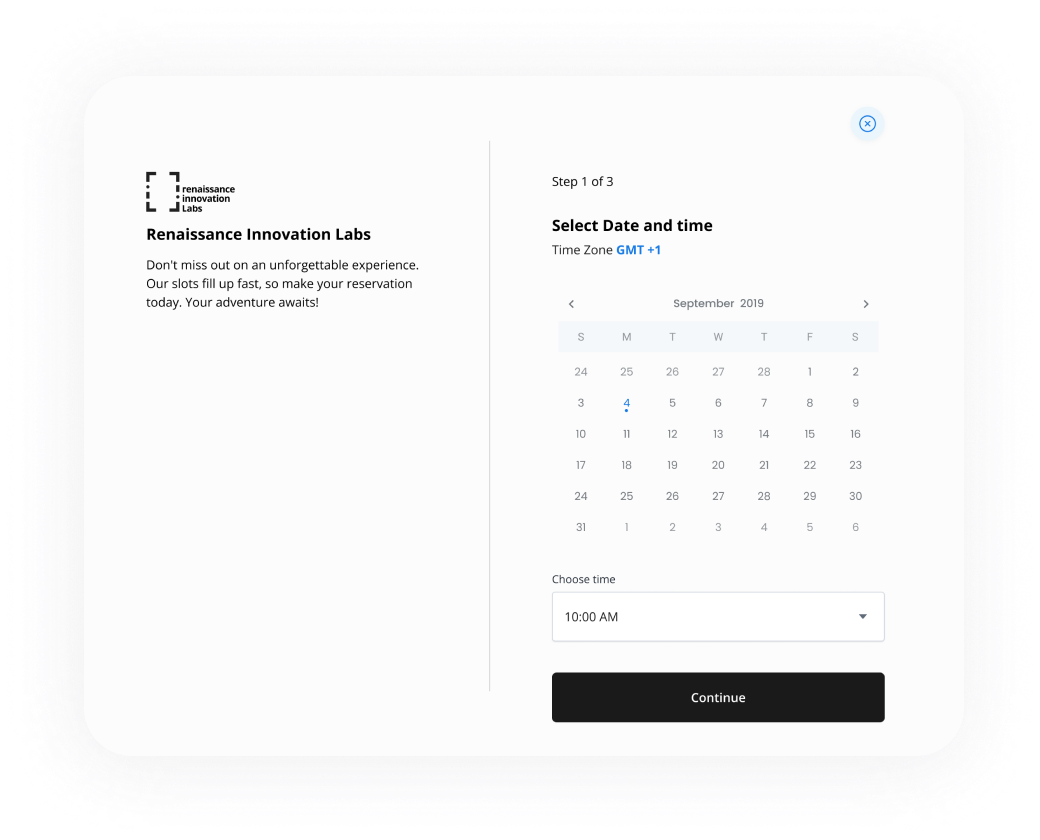 renaissance
innovation
Labs
Renaissance Innovation Labs
Don't miss out on an unforgettable experience.
Our slots fill up fast, so make your reservation
today. Your adventure awaits!
Step 1 of 3
Select Date and time
Time Zone GMT +1
September 2019
S M T W T F S
24 25 26 27 28 1 2
3 4 5 6 7 8 9
10 11 12 13 14 15 16
17 18 19 20 21 22 23
24 25 26 27 28 29 30
31 1 2 3 4 5 6
Choose time
10:00 AM
Continue